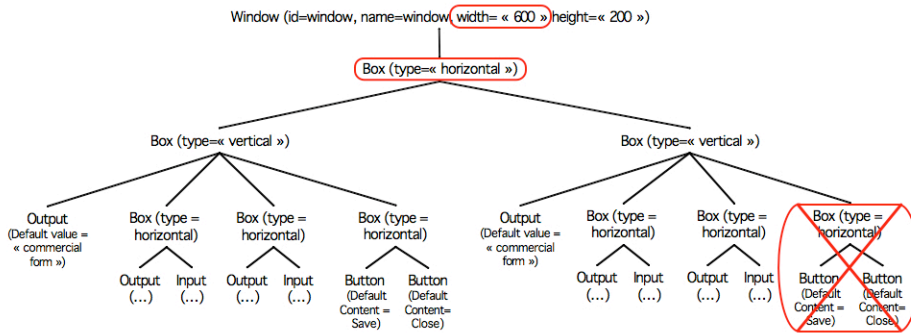 Window (id=window, name=window, width= « 600 » height= « 200 »)
Box (type=« horizontal »)
Box (type=« vertical ») Box (type=« vertical »)
Output Box (type = Box (type = Box (type = Output Box (type = Box (type = Box (type =
(Default value = horizontal) horizontal) horizontal) (Default value = horizontal) horizontal) horizontal)
« commercial « commercial
form ») form »)
Output Input Output Input Button Button Output Input Output Input Button Button
(...) (...) (...) (...) (Default (Default (...) (...) (...) (...) (Default (Default
Content = Content= Content = Content=
Save) Close) Save) Close)